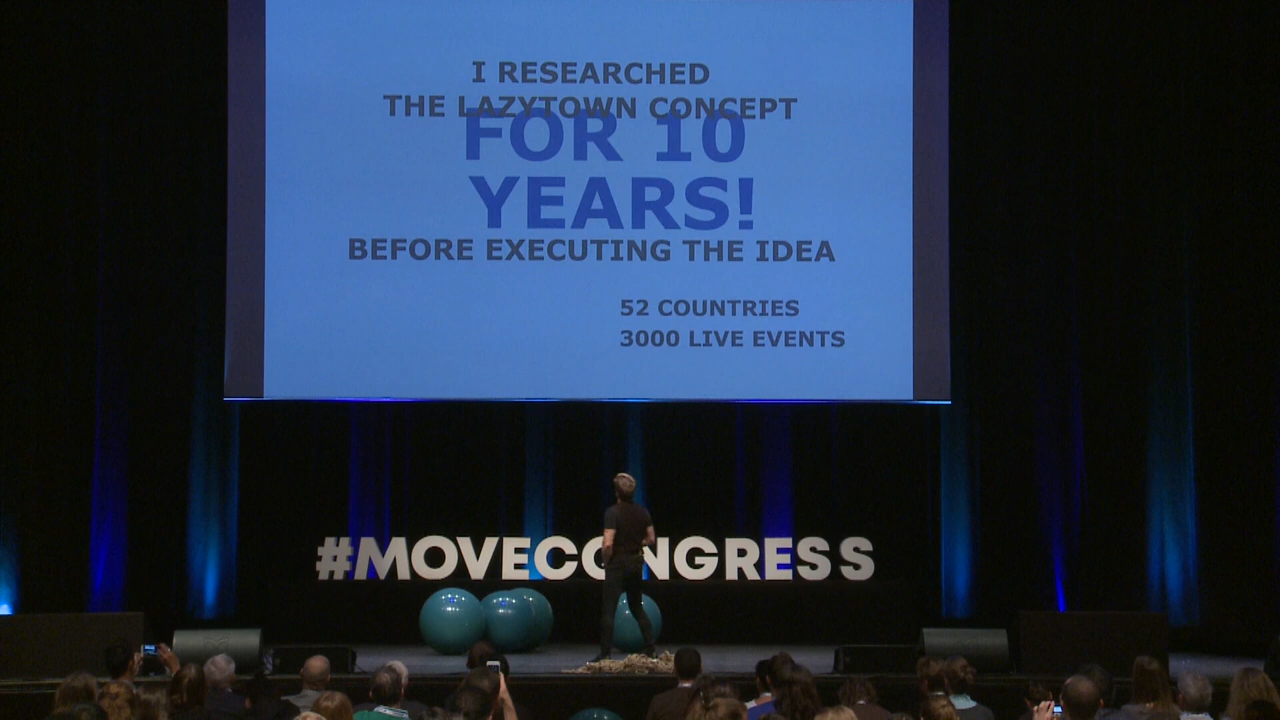 I RESEARCHED
THE LAZYTOWN CONCEPT
FOR 10
YEARS!
BEFORE EXECUTING THE IDEA
52 COUNTRIES
3000 LIVE EVENTS
#MOVECONGRESS